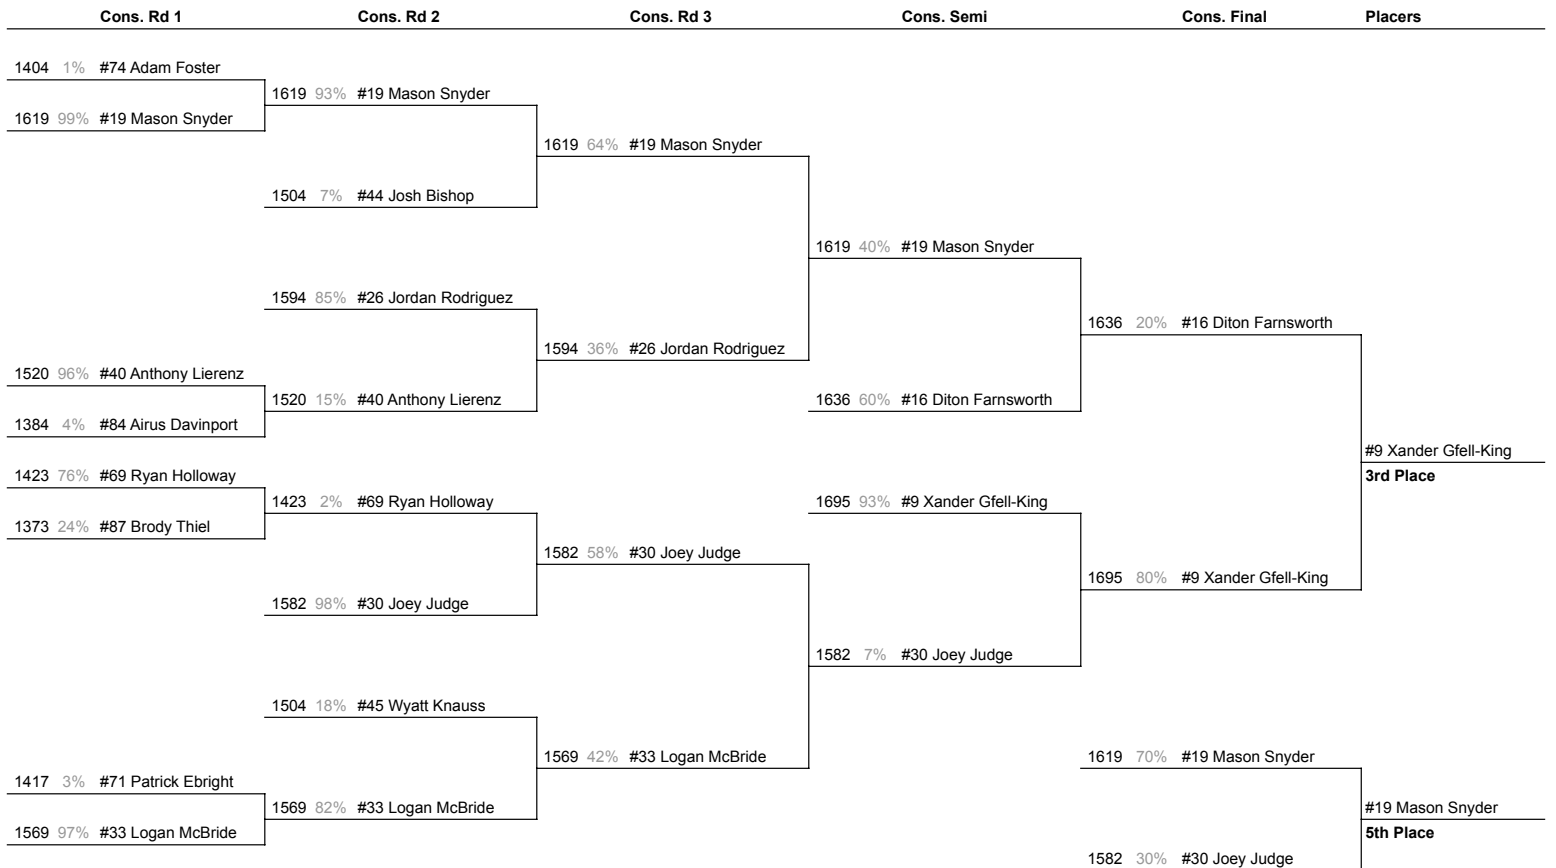 Cons. Rd 1 Cons. Rd 2 Cons. Rd 3 Cons. Semi Cons. Final Placers
1404 1% #74 Adam Foster
1619 93% #19 Mason Snyder
1619 99% #19 Mason Snyder
1619 64% #19 Mason Snyder
1504 7% #44 Josh Bishop
1619 40% #19 Mason Snyder
1594 85% #26 Jordan Rodriguez
1636 20% #16 Diton Farnsworth
1594 36% #26 Jordan Rodriguez
1520 96% #40 Anthony Lierenz
1520 15% #40 Anthony Lierenz 1636 60% #16 Diton Farnsworth
1384 4% #84 Airus Davinport
#9 Xander Gfell-King
1423 76% #69 Ryan Holloway 3rd Place
1423 2% #69 Ryan Holloway 1695 93% #9 Xander Gfell-King
1373 24% #87 Brody Thiel
1582 58% #30 Joey Judge
1695 80% #9 Xander Gfell-King
1582 98% #30 Joey Judge
1582 7% #30 Joey Judge
1504 18% #45 Wyatt Knauss
1569 42% #33 Logan McBride 1619 70% #19 Mason Snyder
1417 3% #71 Patrick Ebright
1569 82% #33 Logan McBride #19 Mason Snyder
1569 97% #33 Logan McBride 5th Place
1582 30% #30 Joey Judge